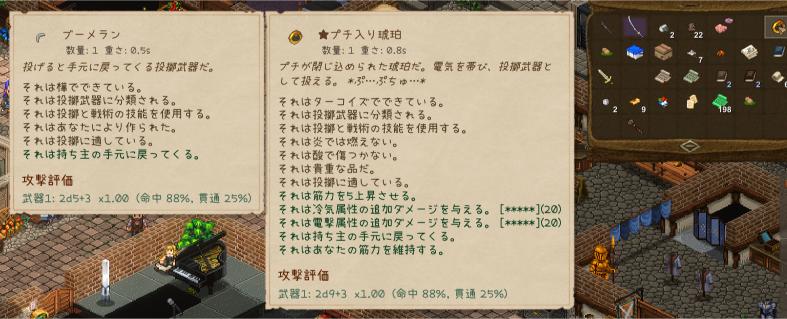 ブーメラン
数量: 1 重さ: 0.5s
投げると手元に戻ってくる投擲武器だ。
それは樺でできている。
それは投擲武器に分類される。
それは投擲と戦術の技能を使用する。
それはあなたにより作られた。
それは投擲に適している。
それは持ち主の手元に戻ってくる。
攻撃評価
武器1: 2d5+3 x1.00 (命中 88%, 貫通 25%)
★プチ入り琥珀
数量: 1 重さ: 0.8s
プチが閉じ込められた琥珀だ。電気を帯び、投擲武器と
して扱える。 *ぷ…ぷちゅ…*
それはターコイズでできている。
それは投擲武器に分類される。
それは投擲と戦術の技能を使用する。
それは炎では燃えない。
それは酸で傷つかない。
それは貴重な品だ。
それは投擲に適している。
それは筋力を5上昇させる。
それは冷気属性の追加ダメージを与える。 [*****](20)
それは電撃属性の追加ダメージを与える。 [*****](20)
それは持ち主の手元に戻ってくる。
それはあなたの筋力を維持する。
攻撃評価
武器1: 2d9+3 x1.00 (命中 88%, 貫通 25%)
2 22
7
2 2
2 9 198